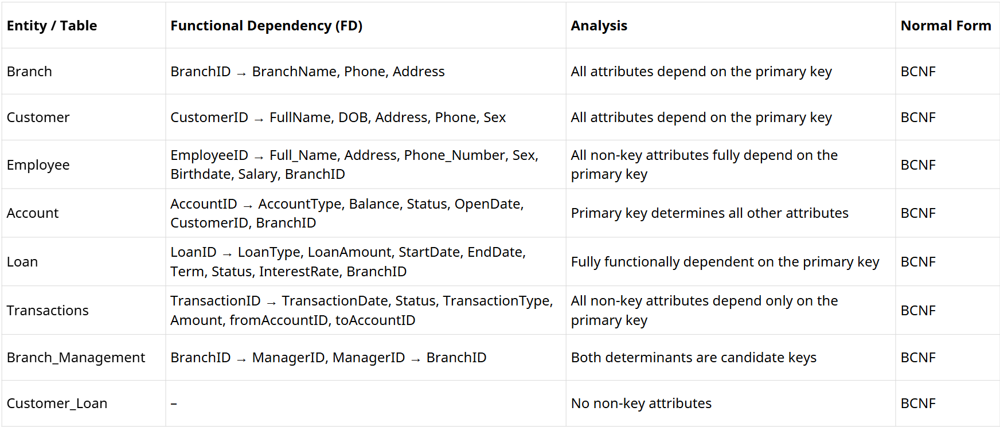 Entity / Table Functional Dependency (FD) Analysis Normal Form
Branch BranchID → BranchName, Phone, Address All attributes depend on the primary key BCNF
Customer CustomerID → FullName, DOB, Address, Phone, Sex All attributes depend on the primary key BCNF
Employee EmployeeID → Full_Name, Address, Phone_Number, Sex,
Birthdate, Salary, BranchID All non-key attributes fully depend on the
primary key BCNF
Account AccountID → AccountType, Balance, Status, OpenDate,
CustomerID, BranchID Primary key determines all other attributes BCNF
Loan LoanID → LoanType, LoanAmount, StartDate, EndDate,
Term, Status, InterestRate, BranchID Fully functionally dependent on the primary key BCNF
Transactions TransactionID → TransactionDate, Status, TransactionType,
Amount, fromAccountID, toAccountID All non-key attributes depend only on the
primary key BCNF
Branch_Management BranchID → ManagerID, ManagerID → BranchID Both determinants are candidate keys BCNF
Customer_Loan – No non-key attributes BCNF